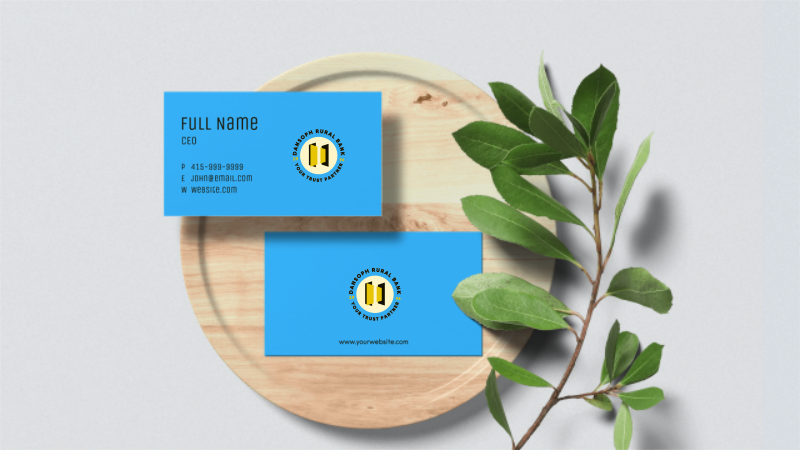 Full Name
CEO
P 415-999-9999
E John@email.com
W website.com
DANSOPH RURAL BANK
YOUR TRUST PARTNER
DANSOPH RURAL BANK
YOUR TRUST PARTNER
www.yourwebsite.com